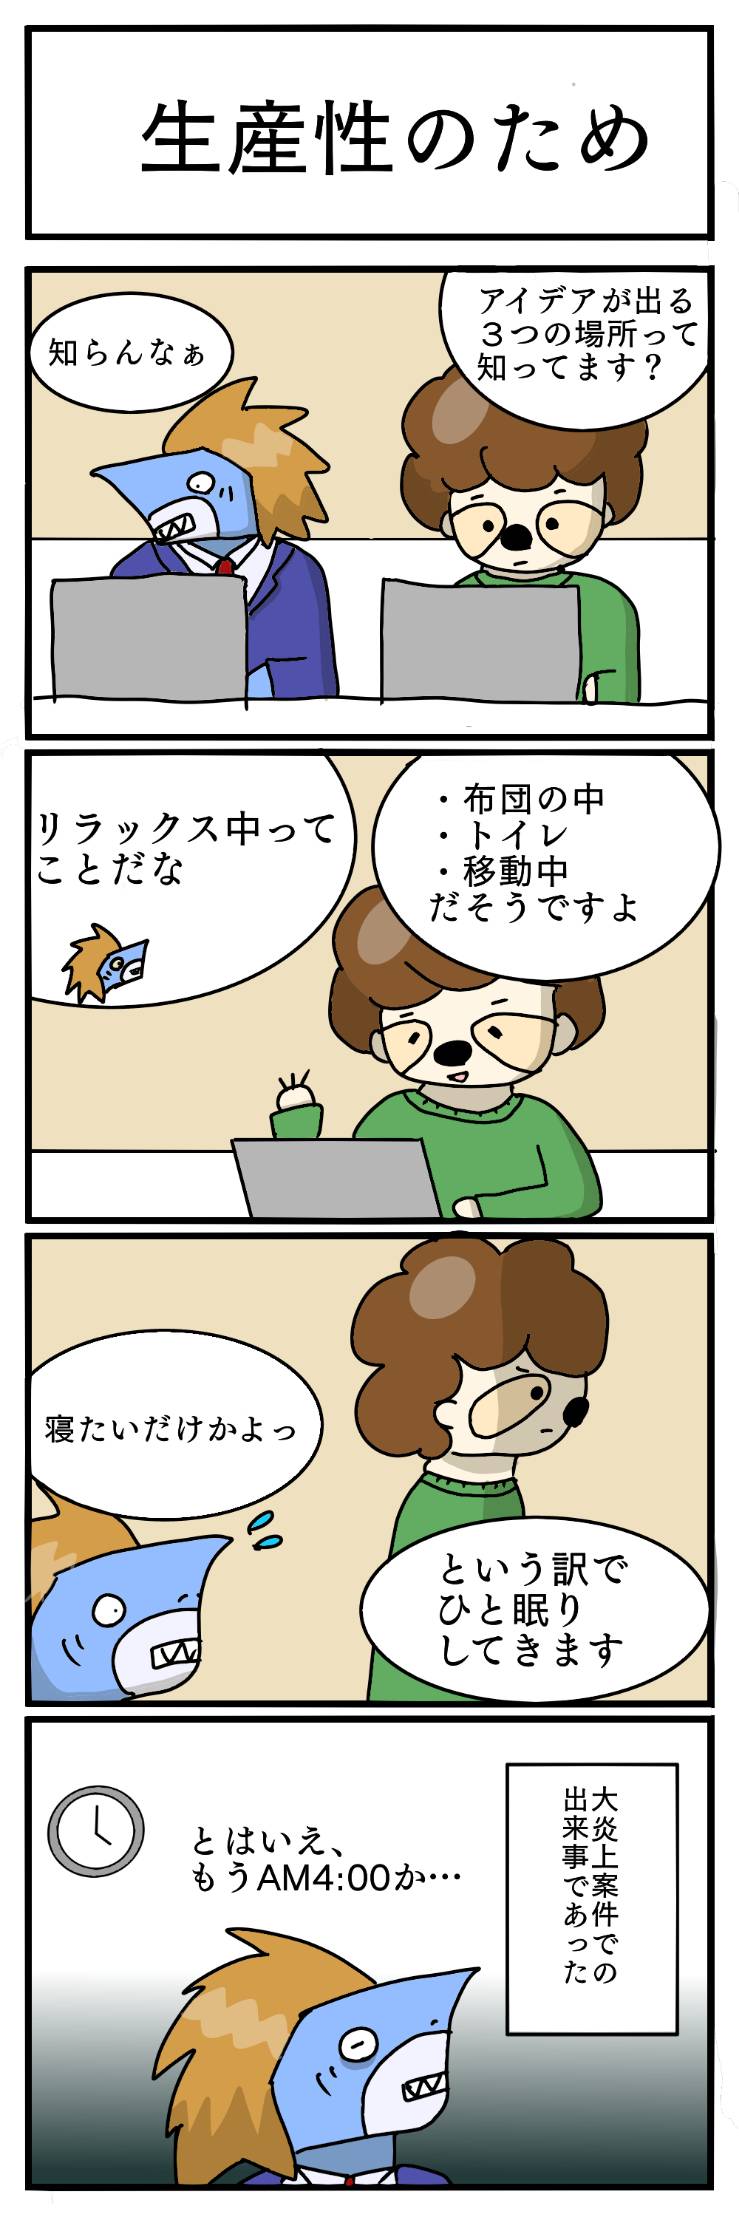 生産性のため
アイデアが出る
３つの場所って
知ってます？
知らんなぁ
・布団の中
・トイレ
・移動中
だそうですよ
リラックス中って
ことだな
という訳で
ひと眠り
してきます
寝たいだけかよっ
大炎上案件での
出来事であった
とはいえ、
もうAM4:00か…